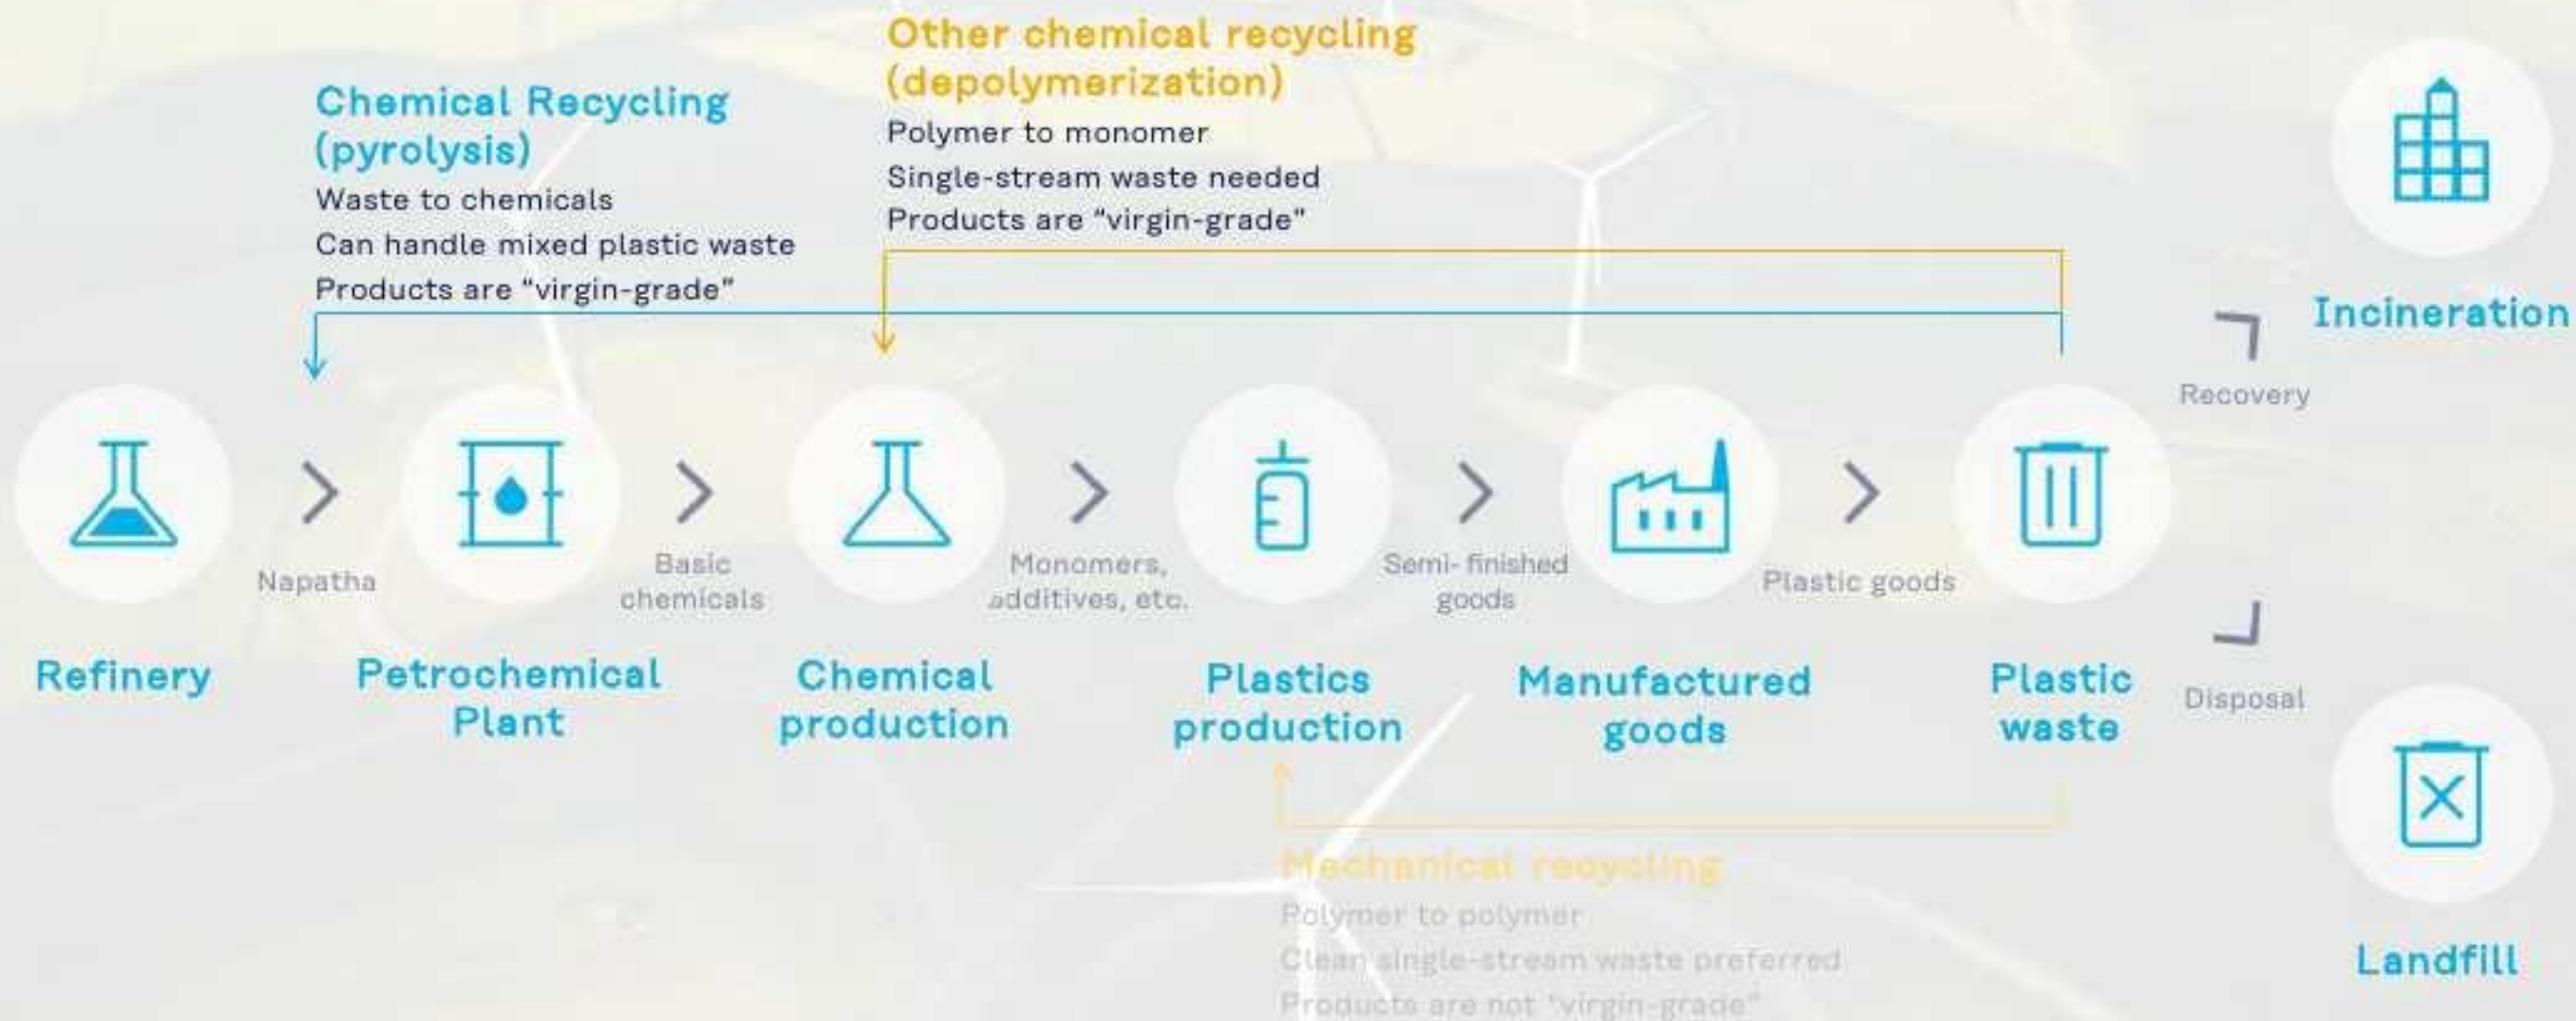 Other chemical recycling
(depolymerization)
Polymer to monomer
Single-stream waste needed
Products are “virgin-grade”
Chemical Recycling
(pyrolysis)
Waste to chemicals
Can handle mixed plastic waste
Products are “virgin-grade”
Incineration
Recovery
Napatha
Basic
chemicals
Monomers,
additives, etc.
Semi- finished
goods
Plastic goods
Refinery
Petrochemical
Plant
Chemical
production
Plastics
production
Manufactured
goods
Plastic
waste
Disposal
Mechanical recycling
Polymer to polymer
Clean single-stream waste preferred
Products are not “virgin-grade”
Landfill